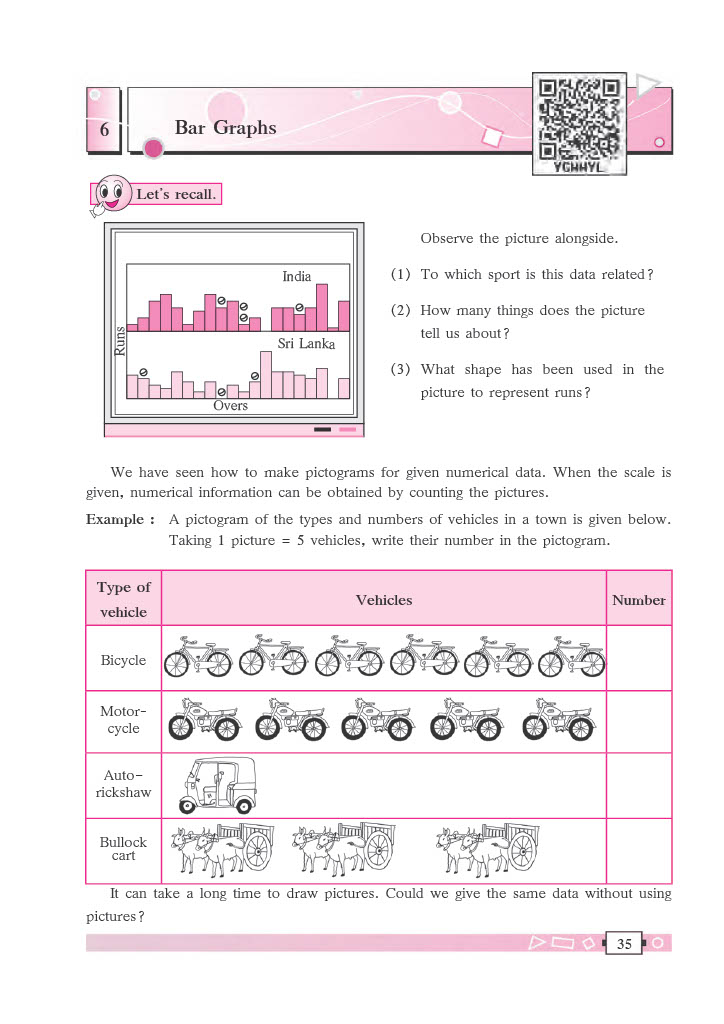 6
Bar Graphs
YGWWYL
Let's recall.
India
Sri Lanka
Runs
Overs
Observe the picture alongside.
(1) To which sport is this data related?
(2) How many things does the picture
tell us about?
(3) What shape has been used in the
picture to represent runs?
We have seen how to make pictograms for given numerical data. When the scale is
given, numerical information can be obtained by counting the pictures.
Example : A pictogram of the types and numbers of vehicles in a town is given below.
Taking 1 picture = 5 vehicles, write their number in the pictogram.
Type of
vehicle
Vehicles
Number
Bicycle
Motor-
cycle
Auto-
rickshaw
Bullock
cart
It can take a long time to draw pictures. Could we give the same data without using
pictures?
35